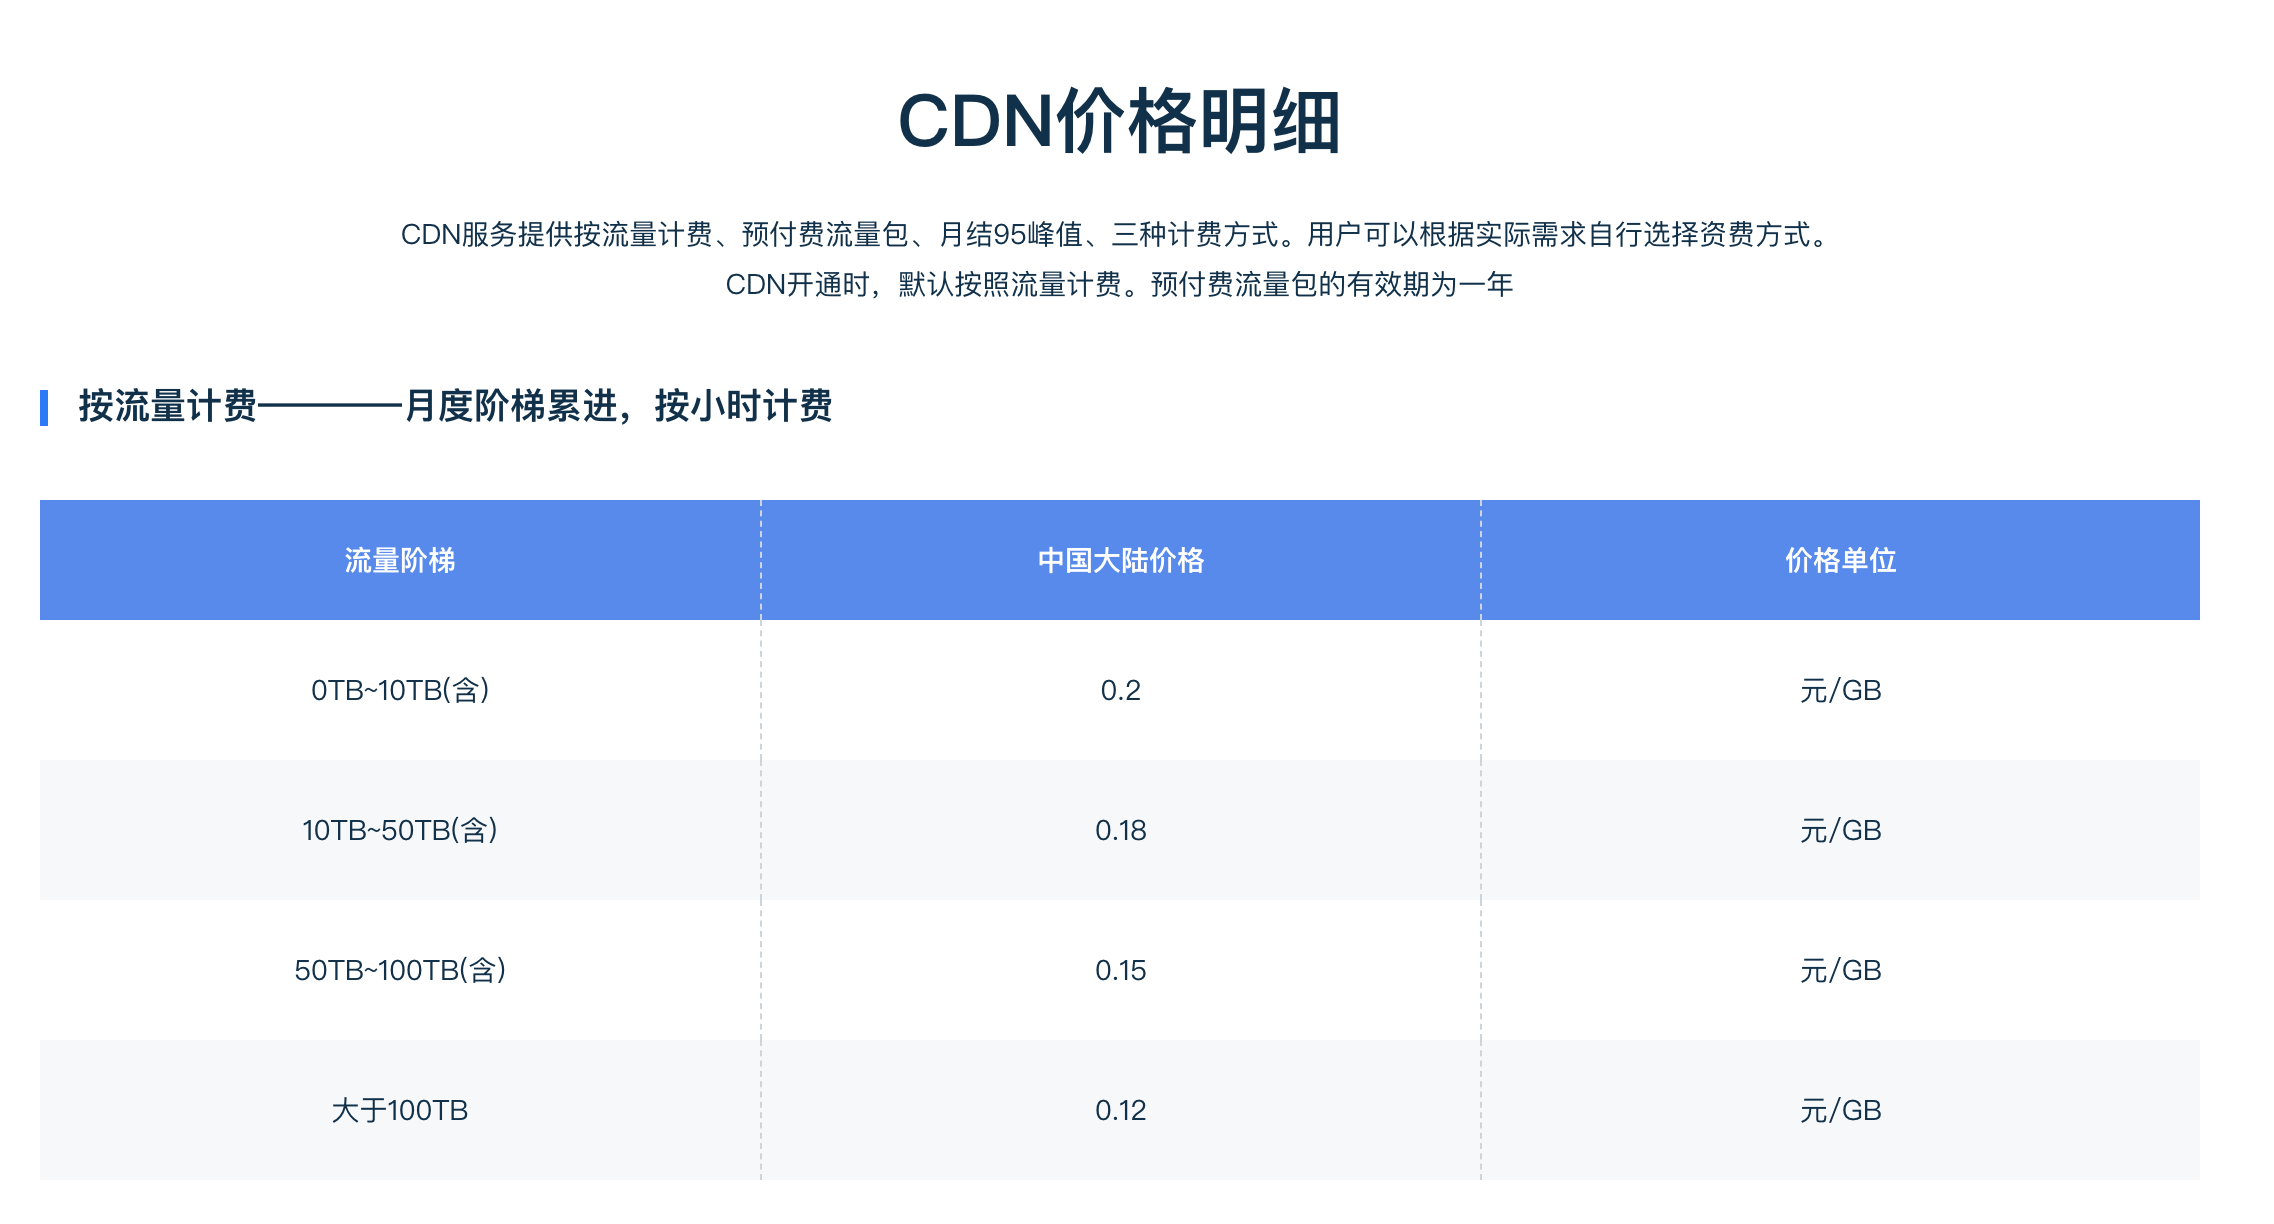 CDN价格明细
CDN服务提供按流量计费、预付费流量包、月结95峰值、三种计费方式。用户可以根据实际需求自行选择资费方式。
CDN开通时，默认按照流量计费。预付费流量包的有效期为一年
按流量计费————月度阶梯累进，按小时计费
流量阶梯 中国大陆价格 价格单位
0TB~10TB(含) 0.2 元/GB
10TB~50TB(含) 0.18 元/GB
50TB~100TB(含) 0.15 元/GB
大于100TB 0.12 元/GB